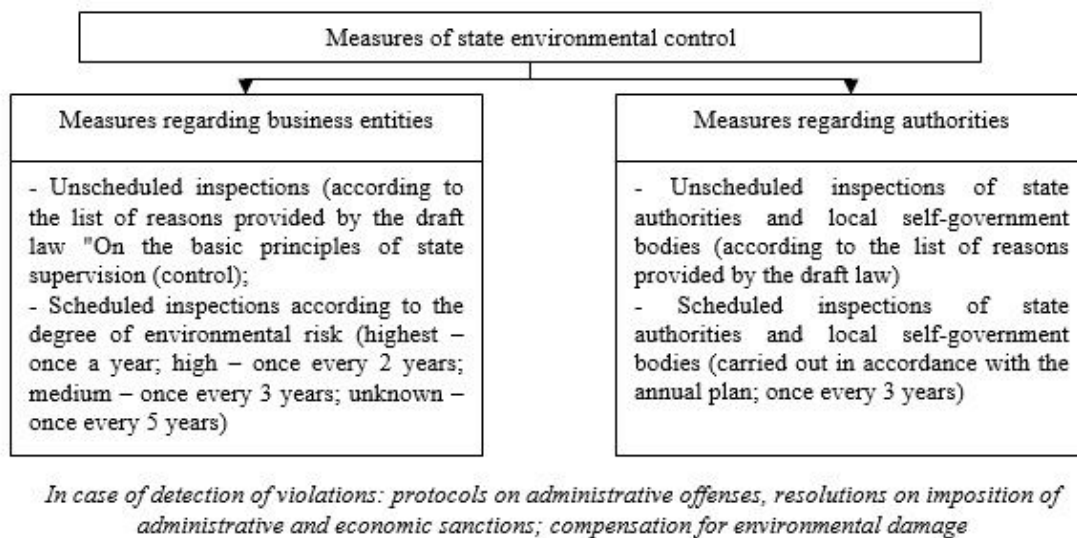 Measures of state environmental control
Measures regarding business entities
- Unscheduled inspections (according to
the list of reasons provided by the draft
law "On the basic principles of state
supervision (control);
- Scheduled inspections according to the
degree of environmental risk (highest –
once a year; high – once every 2 years;
medium – once every 3 years; unknown –
once every 5 years)
Measures regarding authorities
- Unscheduled inspections of state
authorities and local self-government
bodies (according to the list of reasons
provided by the draft law)
- Scheduled inspections of state
authorities and local self-government
bodies (carried out in accordance with the
annual plan; once every 3 years)
In case of detection of violations: protocols on administrative offenses, resolutions on imposition of
administrative and economic sanctions; compensation for environmental damage